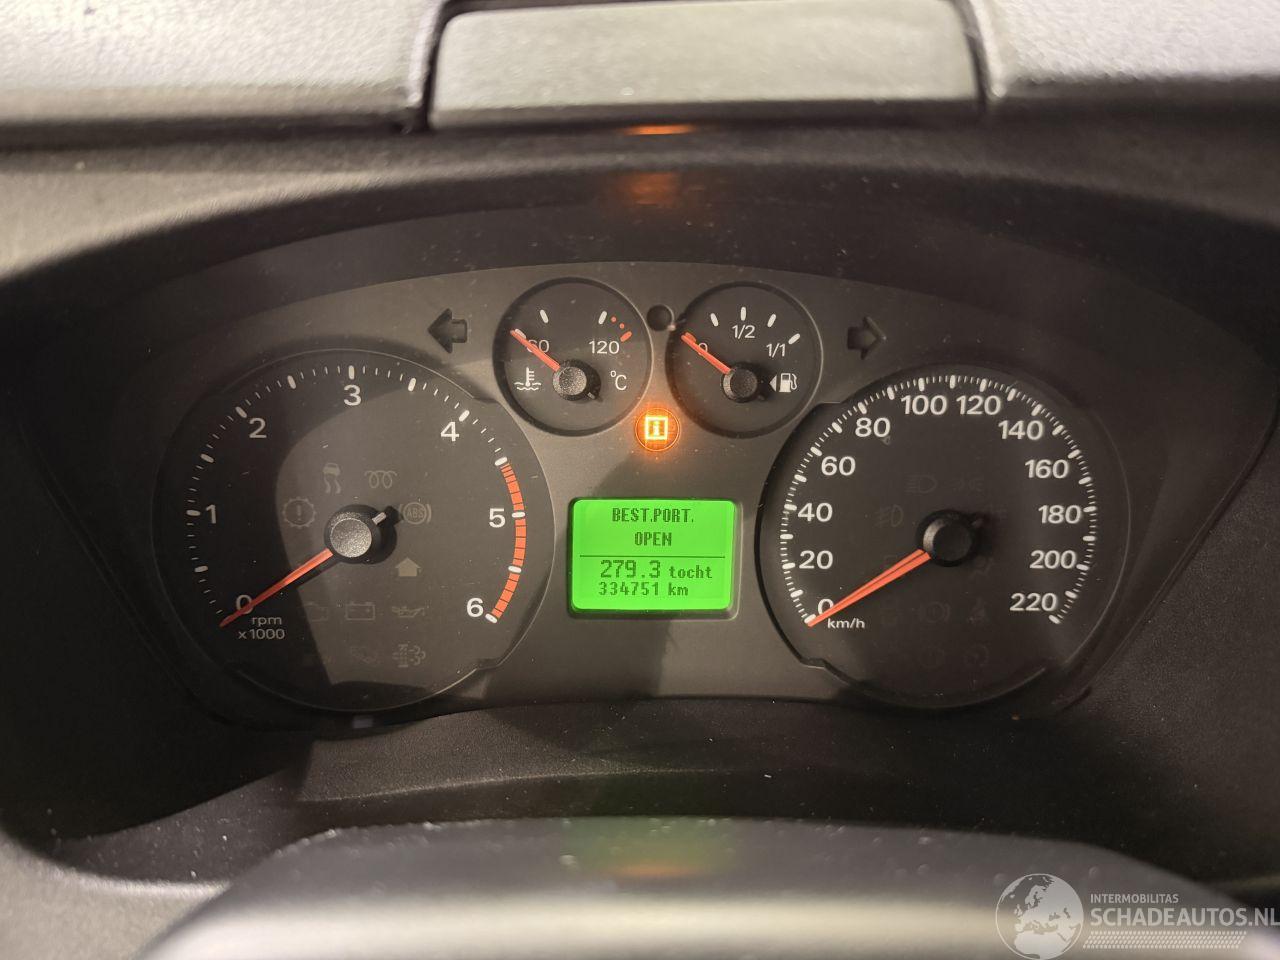 60 120 °C
0 1/2 1/1
0 1 2 3 4 5 6
rpm
x1000
ABS
BEST.PORT.
OPEN
279.3 tocht
334751 km
0 20 40 60 80 100 120 140 160 180 200 220
km/h
INTERMOBILITAS
SCHADEAUTOS.NL